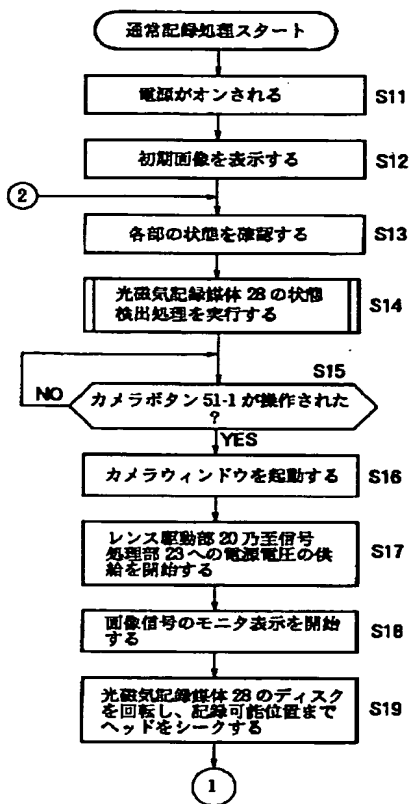 通常記録処理スタート
電源がオンされる
S11
初期画像を表示する
S12
2
各部の状態を確認する
S13
光磁気記録媒体 28 の状態
検出処理を実行する
S14
S15
NO
カメラボタン 51-1 が操作された
?
YES
カメラウィンドウを起動する
S16
レンズ駆動部 20 乃至信号
処理部 23 への電源電圧の供
給を開始する
S17
画像信号のモニタ表示を開始
する
S18
光磁気記録媒体 28 のディスク
を回転し、記録可能位置まで
ヘッドをシークする
S19
1